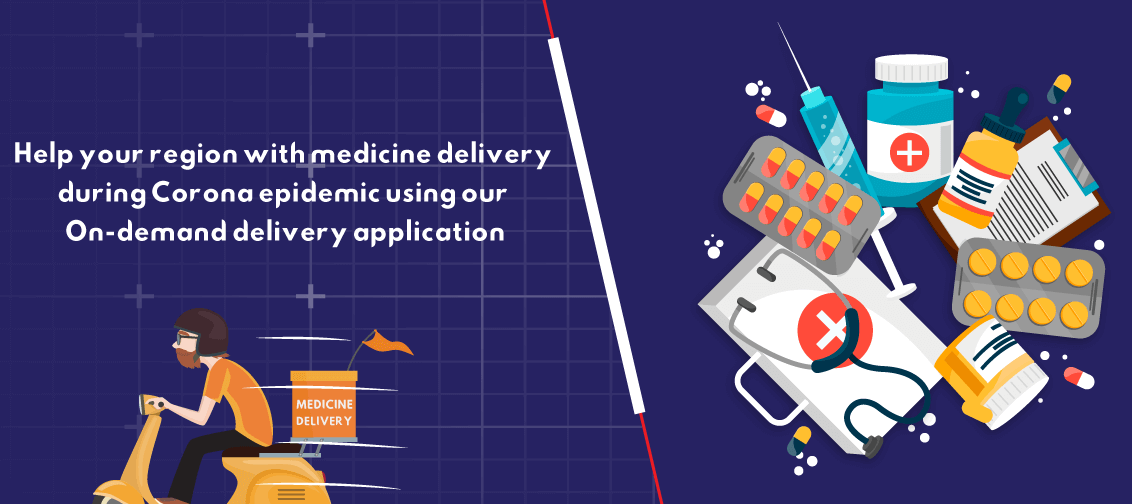 Help your region with medicine delivery
during Corona epidemic using our
On-demand delivery application
MEDICINE
DELIVERY